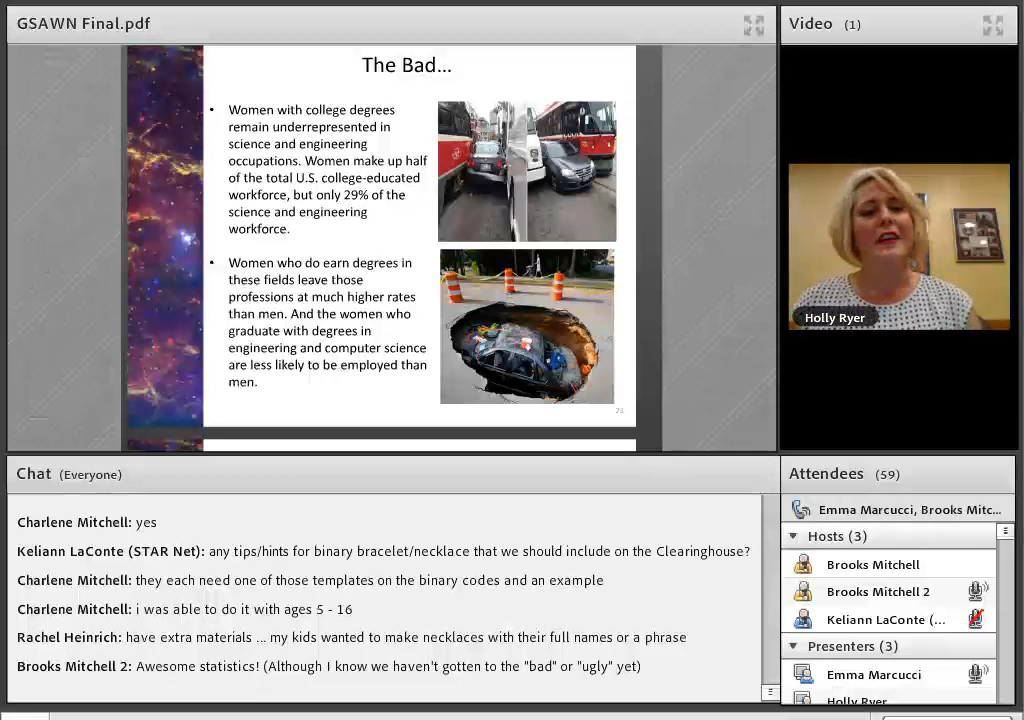 GSAWN Final.pdf
The Bad...
• Women with college degrees
remain underrepresented in
science and engineering
occupations. Women make up half
of the total U.S. college-educated
workforce, but only 29% of the
science and engineering
workforce.
• Women who do earn degrees in
these fields leave those
professions at much higher rates
than men. And the women who
graduate with degrees in
engineering and computer science
are less likely to be employed than
men.
Video (1)
Holly Ryer
Chat (Everyone)
Charlene Mitchell: yes
Keliann LaConte (STAR Net): any tips/hints for binary bracelet/necklace that we should include on the Clearinghouse?
Charlene Mitchell: they each need one of those templates on the binary codes and an example
Charlene Mitchell: i was able to do it with ages 5 - 16
Rachel Heinrich: have extra materials ... my kids wanted to make necklaces with their full names or a phrase
Brooks Mitchell 2: Awesome statistics! (Although I know we haven't gotten to the "bad" or "ugly" yet)
Attendees (59)
Emma Marcucci, Brooks Mitc...
Hosts (3)
Brooks Mitchell
Brooks Mitchell 2
Keliann LaConte (...
Presenters (3)
Emma Marcucci
Holly Ryer